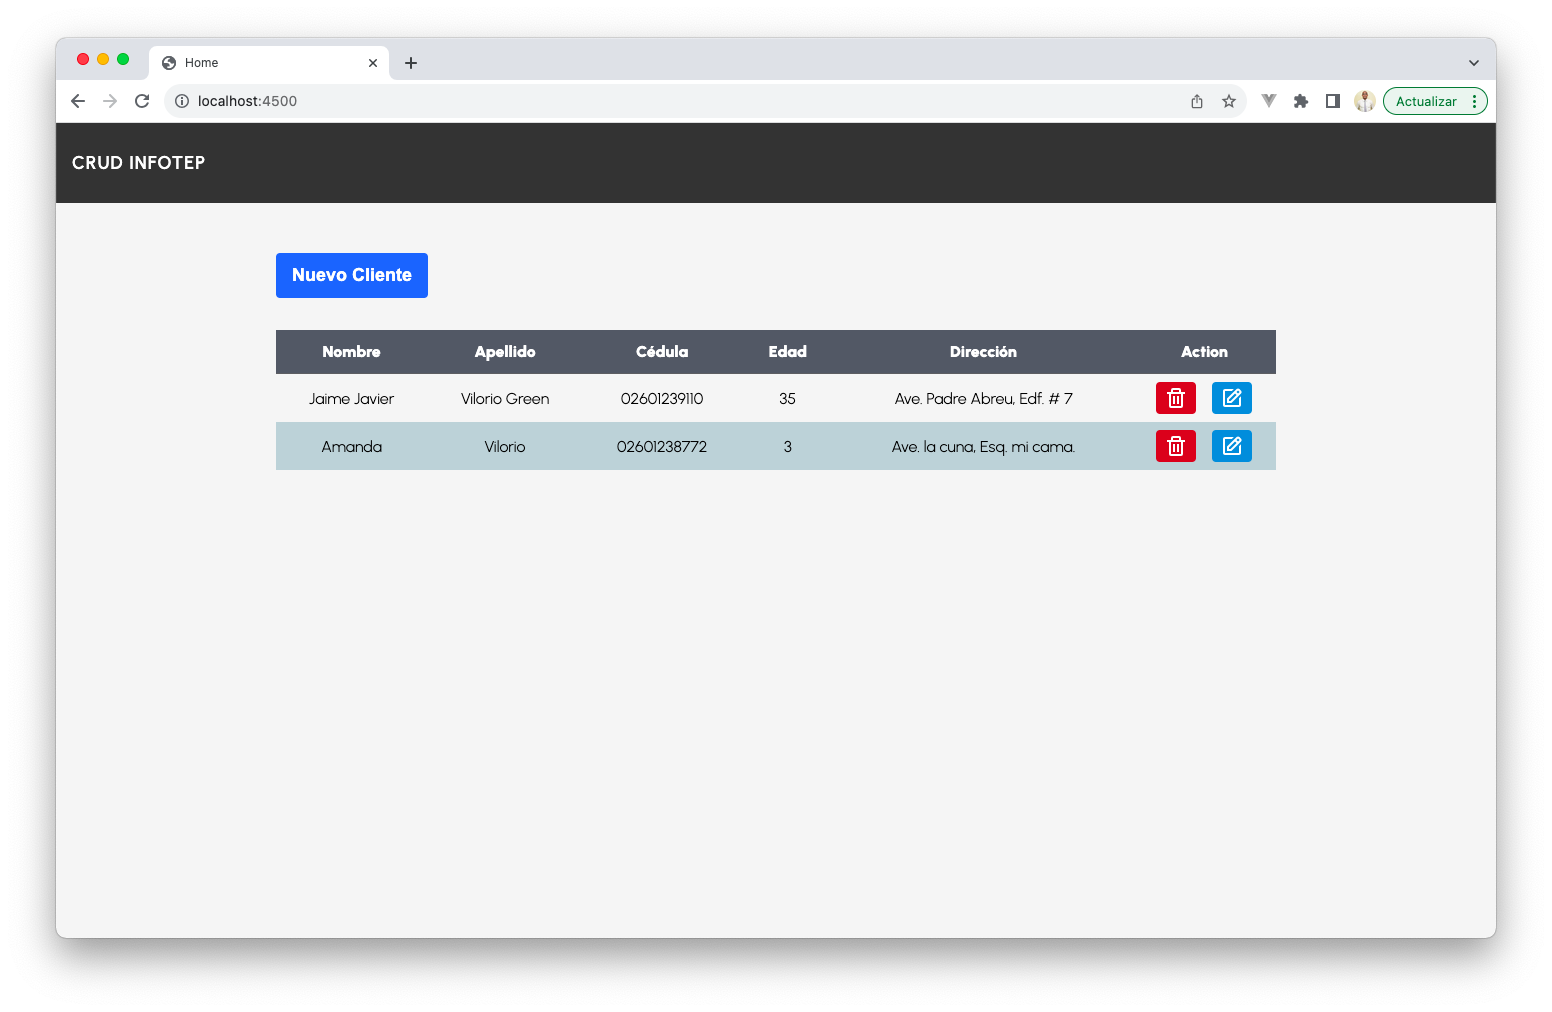 Home
localhost:4500
Actualizar
CRUD INFOTEP
Nuevo Cliente
Nombre Apellido Cédula Edad Dirección Action
Jaime Javier Vilorio Green 02601239110 35 Ave. Padre Abreu, Edf. # 7
Amanda Vilorio 02601238772 3 Ave. la cuna, Esq. mi cama.